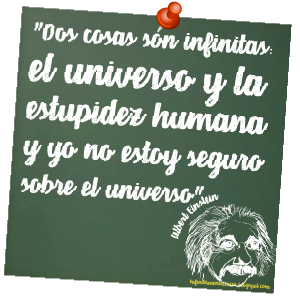 "Dos cosas són infinitas:
el universo y la
estupidez humana
y yo no estoy seguro
sobre el universo"
Albert Einstein